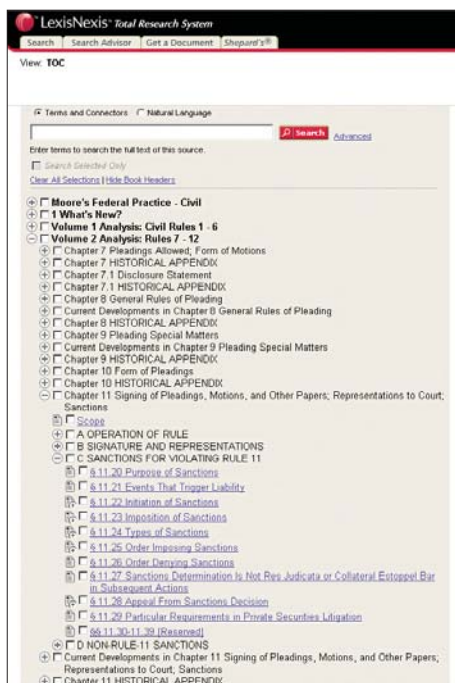 LexisNexis™ Total Research System
Search Search Advisor Get a Document Shepard's®
View: TOC
Terms and Connectors Natural Language
Search Advanced
Enter terms to search the full text of this source.
Search Selected Only
Clear All Selections | Hide Book Headers
Moore's Federal Practice - Civil
1 What's New?
Volume 1 Analysis: Civil Rules 1 - 6
Volume 2 Analysis: Rules 7 - 12
Chapter 7 Pleadings Allowed; Form of Motions
Chapter 7 HISTORICAL APPENDIX
Chapter 7.1 Disclosure Statement
Chapter 7.1 HISTORICAL APPENDIX
Chapter 8 General Rules of Pleading
Current Developments in Chapter 8 General Rules of Pleading
Chapter 8 HISTORICAL APPENDIX
Chapter 9 Pleading Special Matters
Current Developments in Chapter 9 Pleading Special Matters
Chapter 9 HISTORICAL APPENDIX
Chapter 10 Form of Pleadings
Chapter 10 HISTORICAL APPENDIX
Chapter 11 Signing of Pleadings, Motions, and Other Papers; Representations to Court;
Sanctions
Scope
A OPERATION OF RULE
B SIGNATURE AND REPRESENTATIONS
C SANCTIONS FOR VIOLATING RULE 11
§ 11.20 Purpose of Sanctions
§ 11.21 Events That Trigger Liability
§ 11.22 Initiation of Sanctions
§ 11.23 Imposition of Sanctions
§ 11.24 Types of Sanctions
§ 11.25 Order Imposing Sanctions
§ 11.26 Order Denying Sanctions
§ 11.27 Sanctions Determination Is Not Res Judicata or Collateral Estoppel Bar
in Subsequent Actions
§ 11.28 Appeal From Sanctions Decision
§ 11.29 Particular Requirements in Private Securities Litigation
§§ 11.30-11.39 [Reserved]
D NON-RULE-11 SANCTIONS
Current Developments in Chapter 11 Signing of Pleadings, Motions, and Other Papers;
Representations to Court; Sanctions
Chapter 11 HISTORICAL APPENDIX